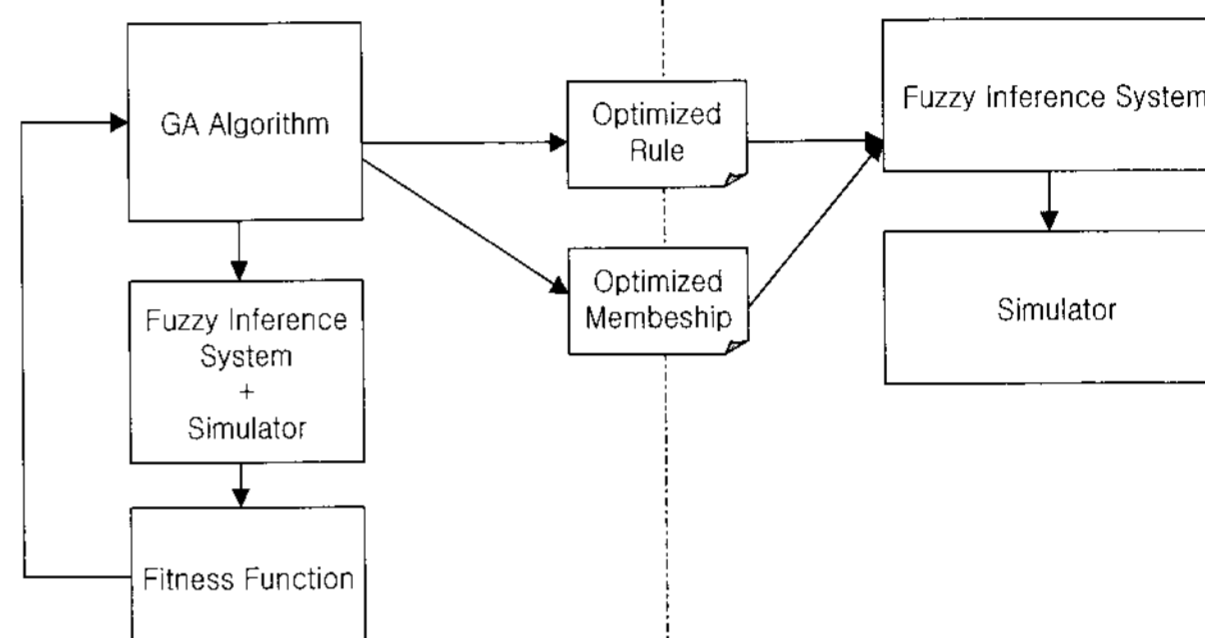 GA Algorithm
Fuzzy Inference
System
+
Simulator
Fitness Function
Optimized
Rule
Optimized
Membeship
Fuzzy Inference System
Simulator